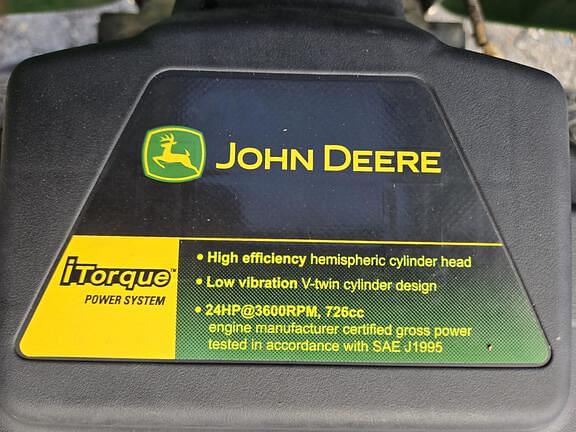 JOHN DEERE
iTorque™
POWER SYSTEM
• High efficiency hemispheric cylinder head
• Low vibration V-twin cylinder design
• 24HP@3600RPM, 726cc
engine manufacturer certified gross power
tested in accordance with SAE J1995